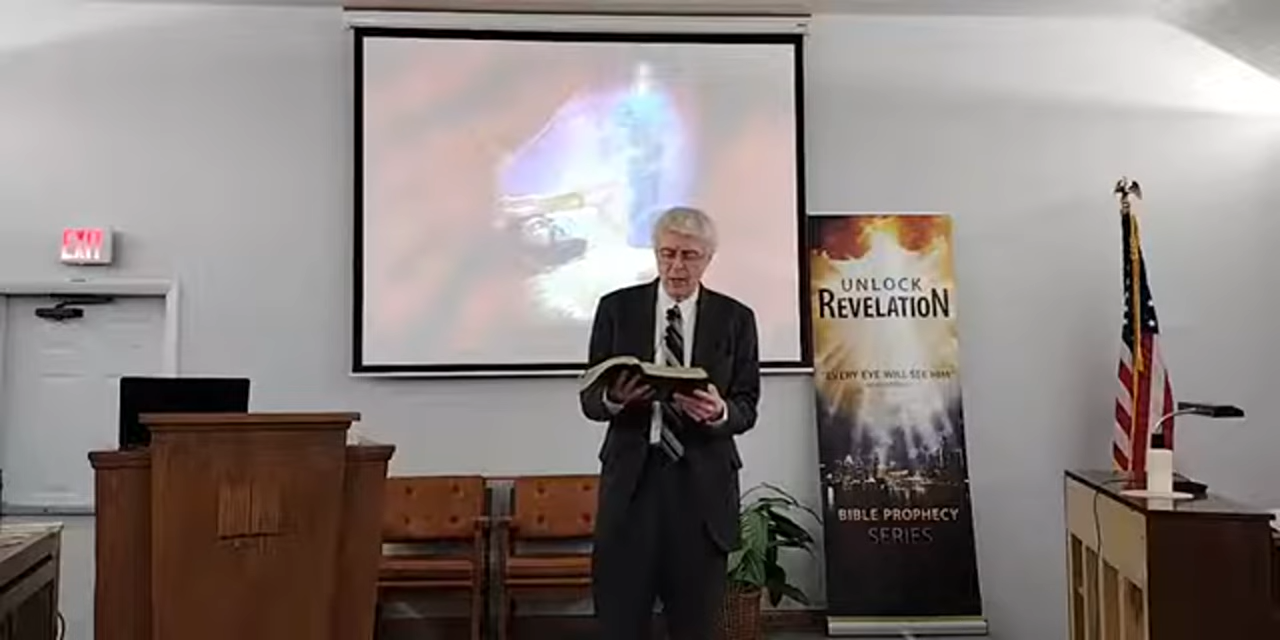 EXIT
UNLOCK
REVELATION
"EVERY EYE WILL SEE HIM"
BIBLE PROPHECY
SERIES